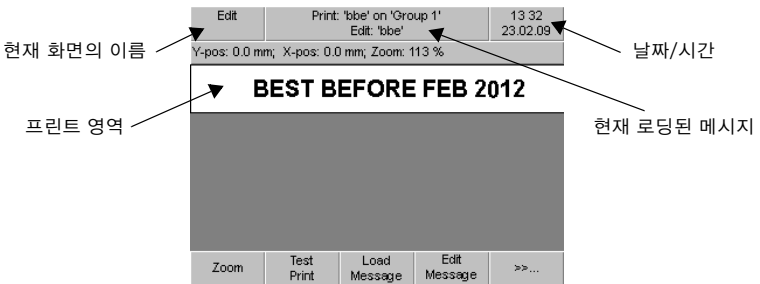 Edit
Print: 'bbe' on 'Group 1'
Edit: 'bbe'
13 32
23.02.09
현재 화면의 이름
날짜/시간
Y-pos: 0.0 mm; X-pos: 0.0 mm; Zoom: 113 %
BEST BEFORE FEB 2012
프린트 영역
현재 로딩된 메시지
Zoom
Test
Print
Load
Message
Edit
Message
>>...